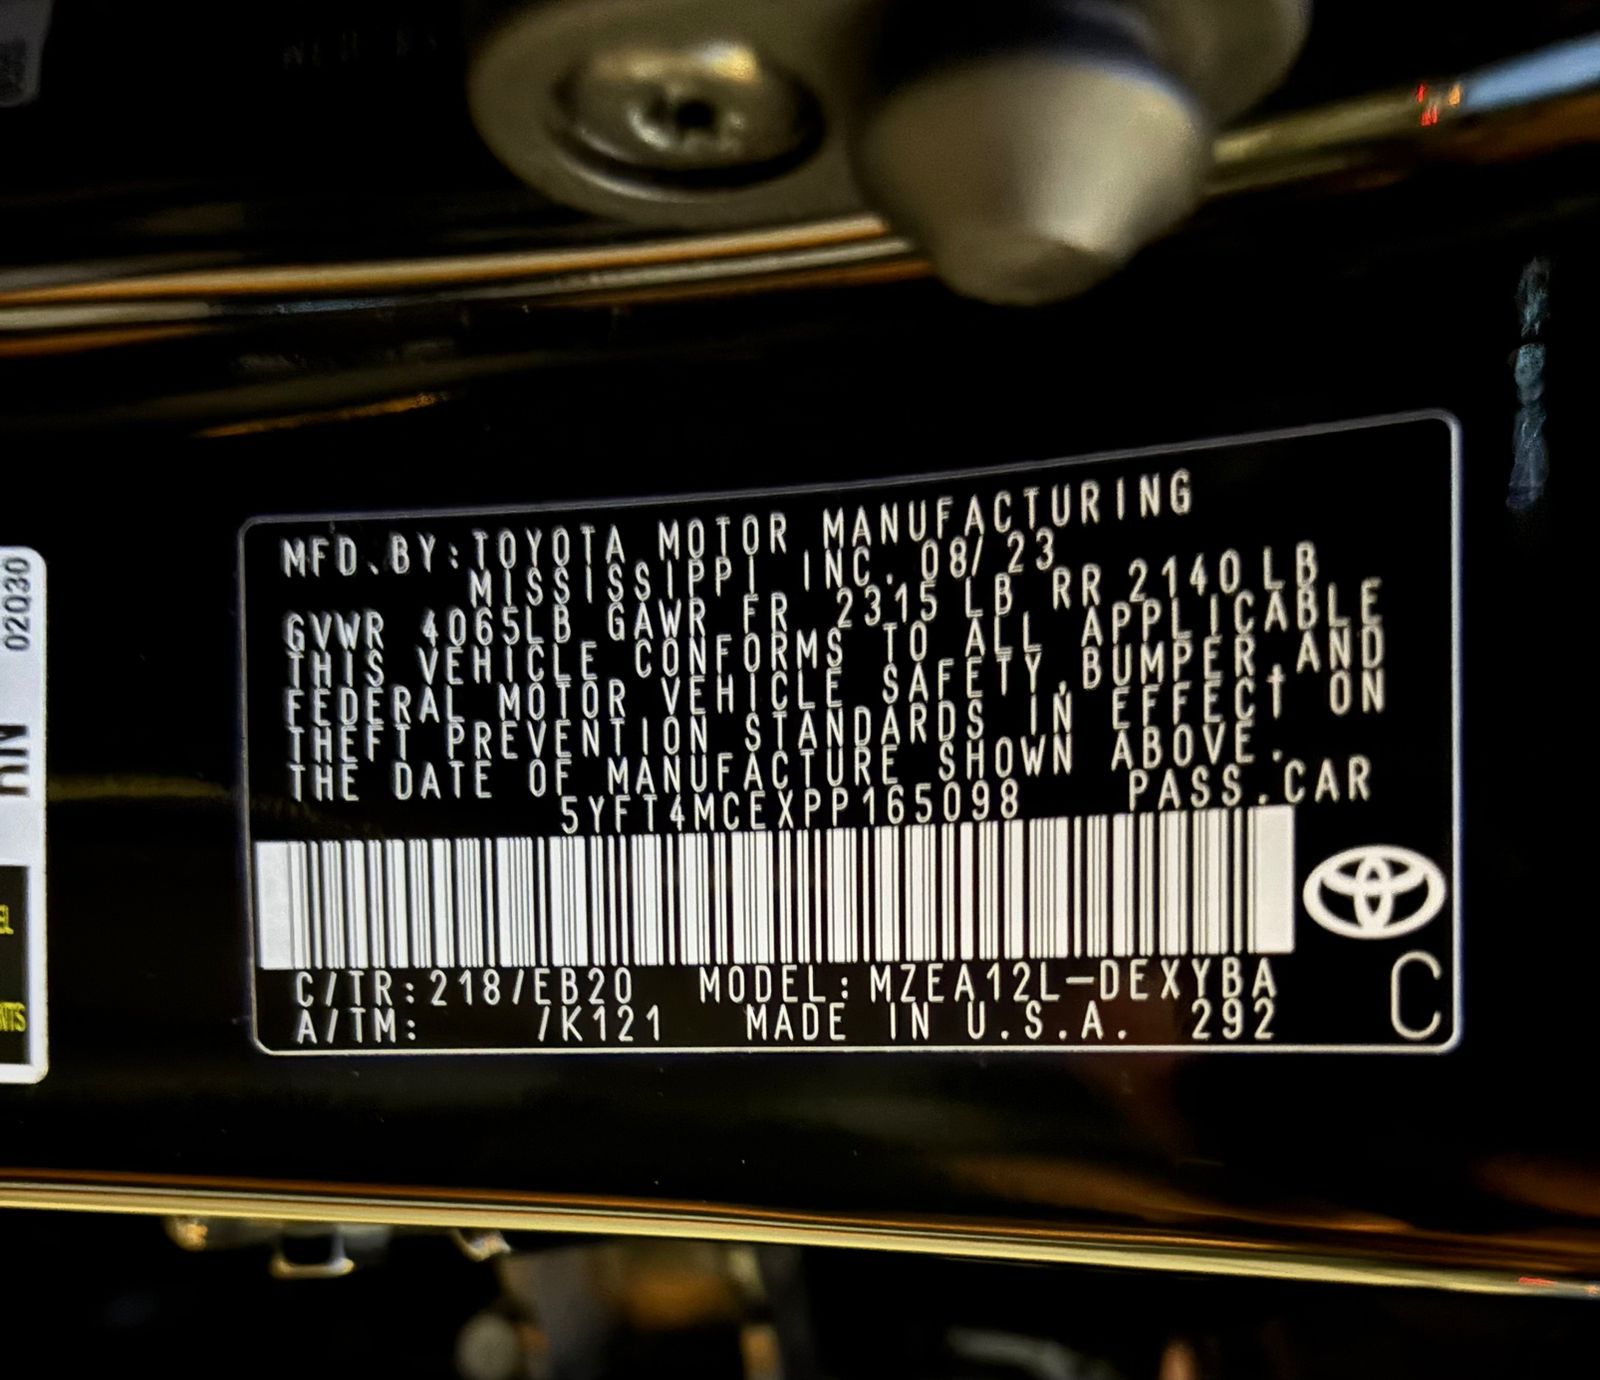 MFD.BY:TOYOTA MOTOR MANUFACTURING
MISSISSIPPI INC. 08/23
GVWR 4065LB GAWR FR 2315 LB RR 2140LB
THIS VEHICLE CONFORMS TO ALL APPLICABLE
FEDERAL MOTOR VEHICLE SAFETY,BUMPER,AND
THEFT PREVENTION STANDARDS IN EFFECT ON
THE DATE OF MANUFACTURE SHOWN ABOVE.
5YFT4MCEXPP165098 PASS.CAR
C/TR:218/EB20 MODEL:MZEA12L-DEXYBA
A/TM: /K121 MADE IN U.S.A. 292
C
02Q30